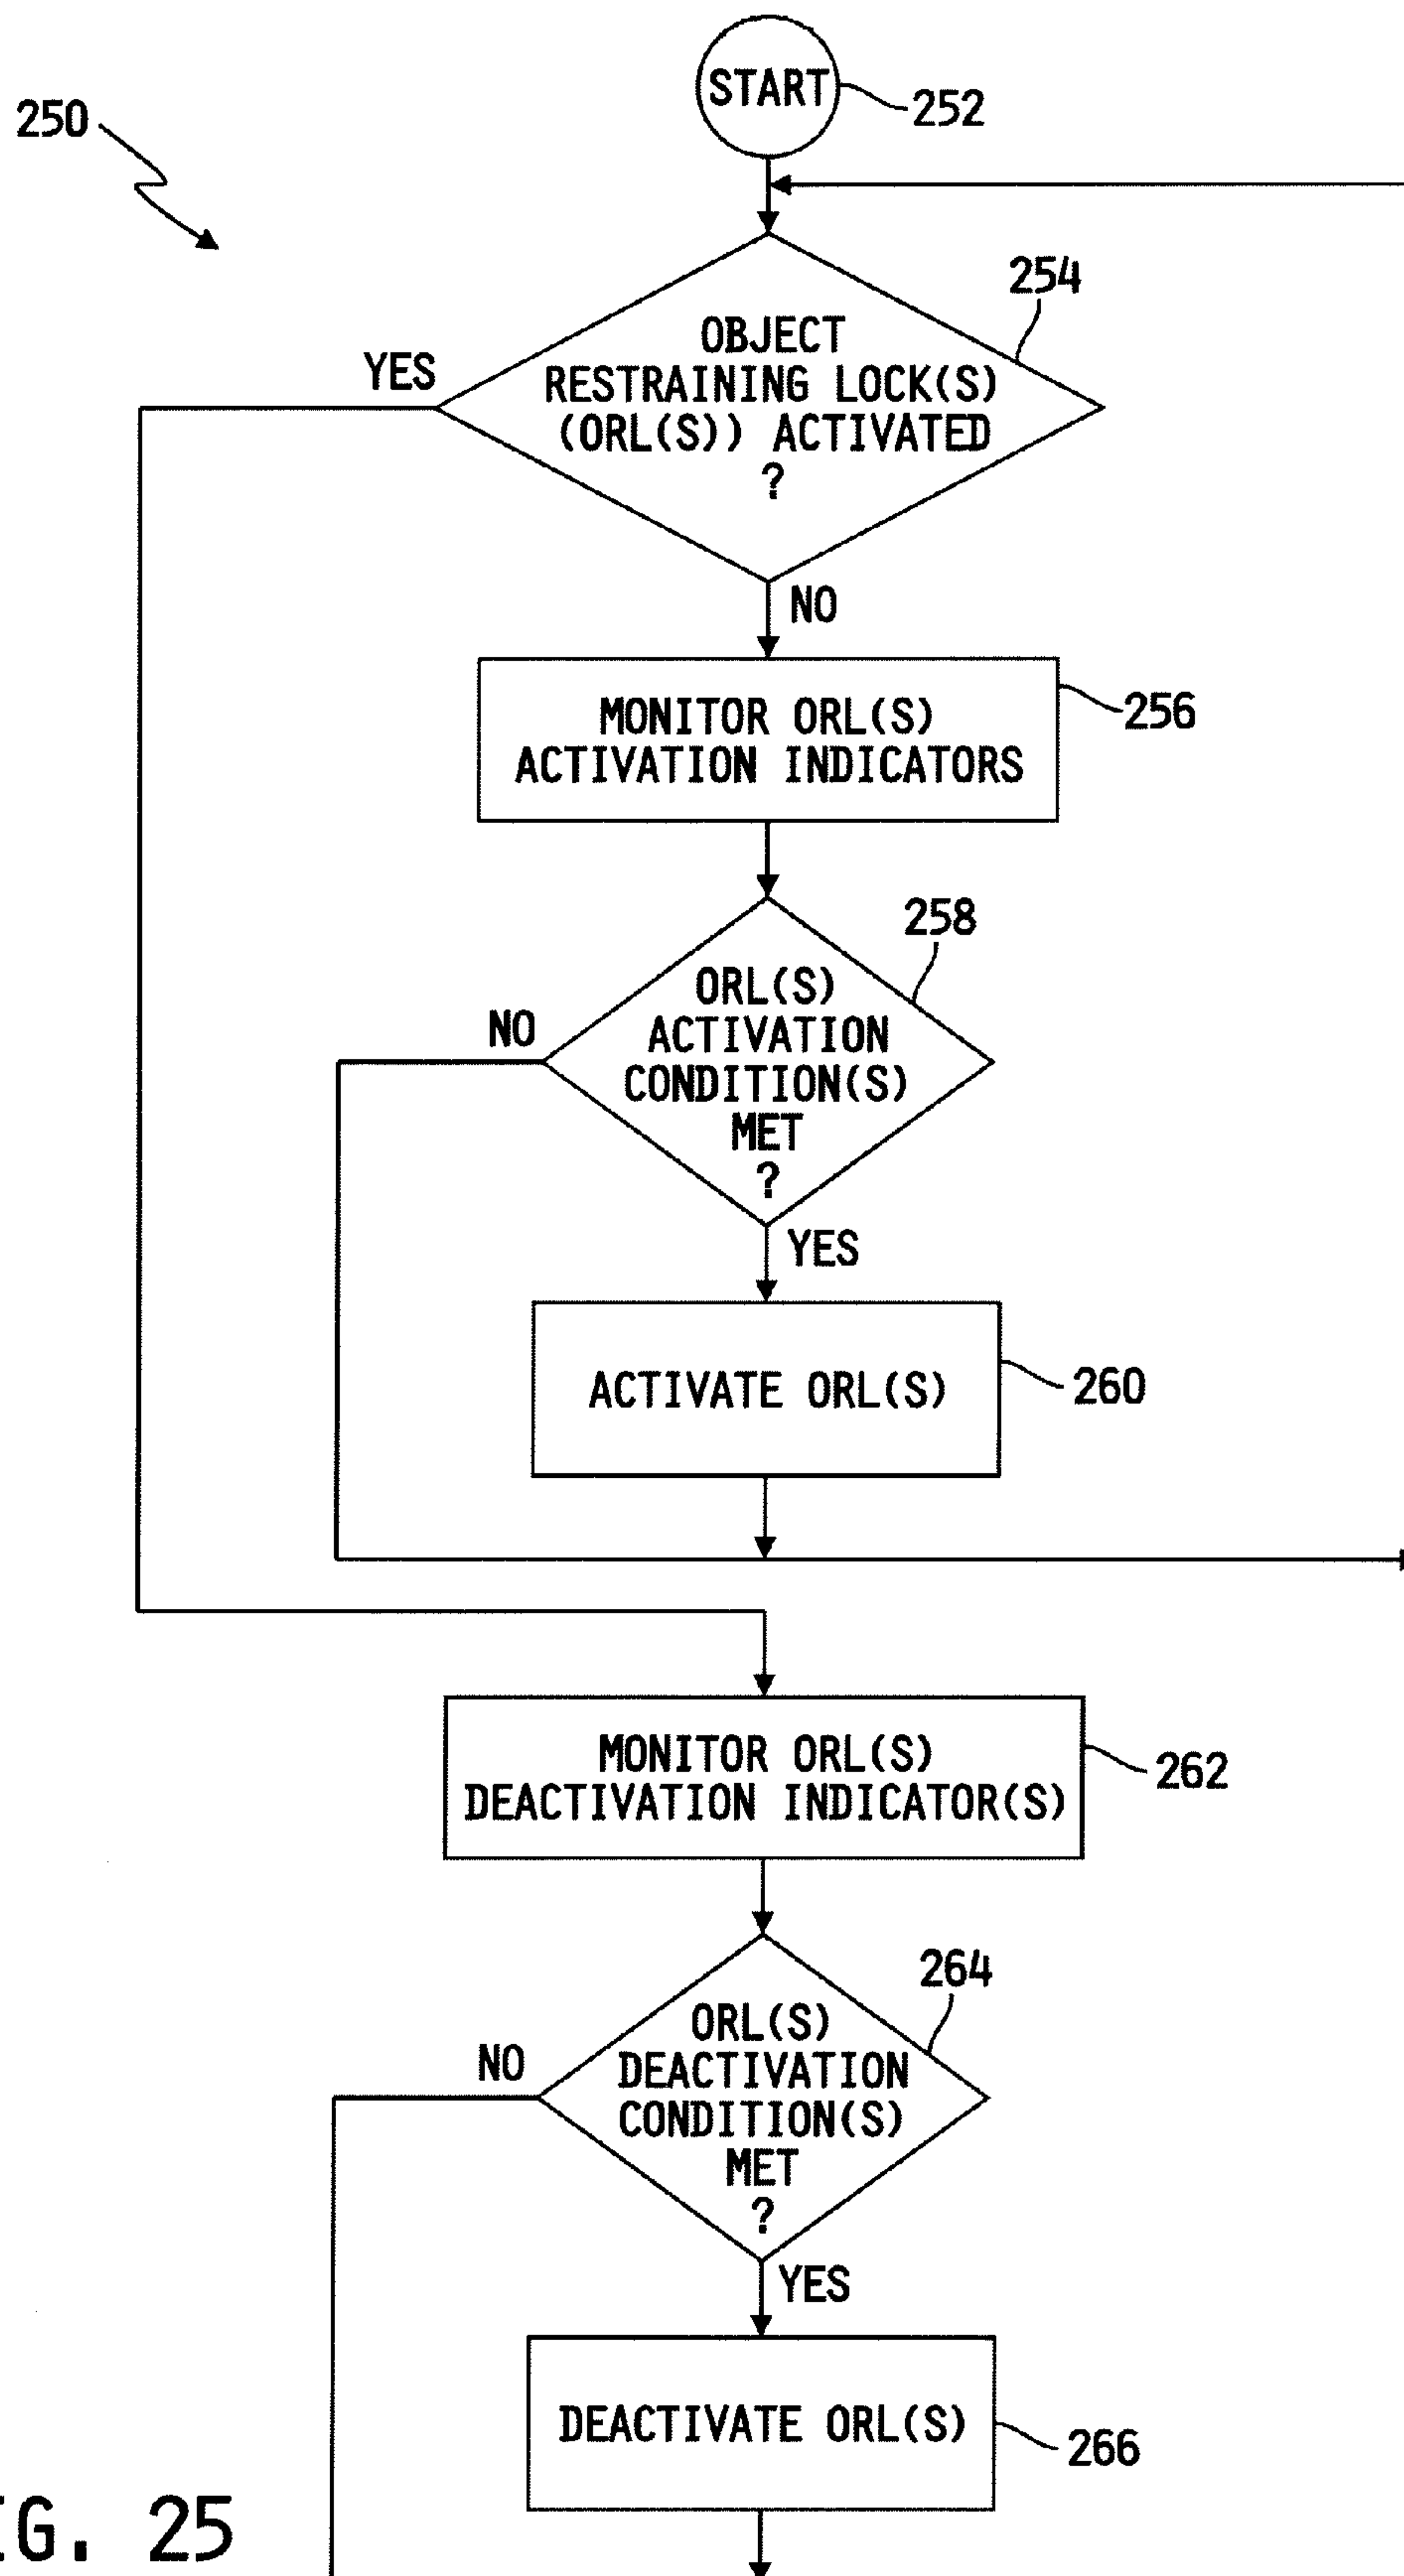 START
252
250
254
OBJECT
RESTRAINING LOCK(S)
(ORL(S)) ACTIVATED
?
YES
NO
MONITOR ORL(S)
ACTIVATION INDICATORS
256
258
ORL(S)
ACTIVATION
CONDITION(S)
MET
?
NO
YES
ACTIVATE ORL(S)
260
MONITOR ORL(S)
DEACTIVATION INDICATOR(S)
262
264
ORL(S)
DEACTIVATION
CONDITION(S)
MET
?
NO
YES
DEACTIVATE ORL(S)
266
IG. 25